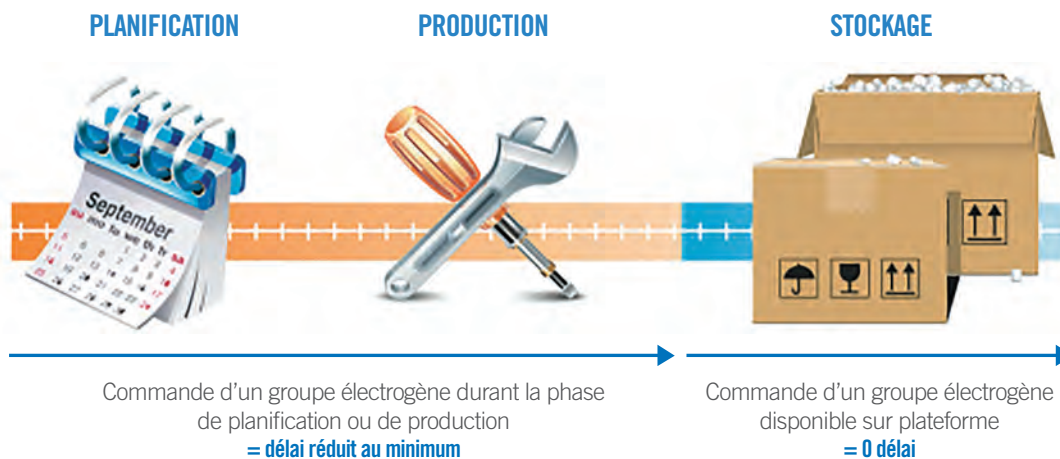 PLANIFICATION
PRODUCTION
STOCKAGE
September
Commande d'un groupe électrogène durant la phase
de planification ou de production
= délai réduit au minimum
Commande d'un groupe électrogène
disponible sur plateforme
= 0 délai